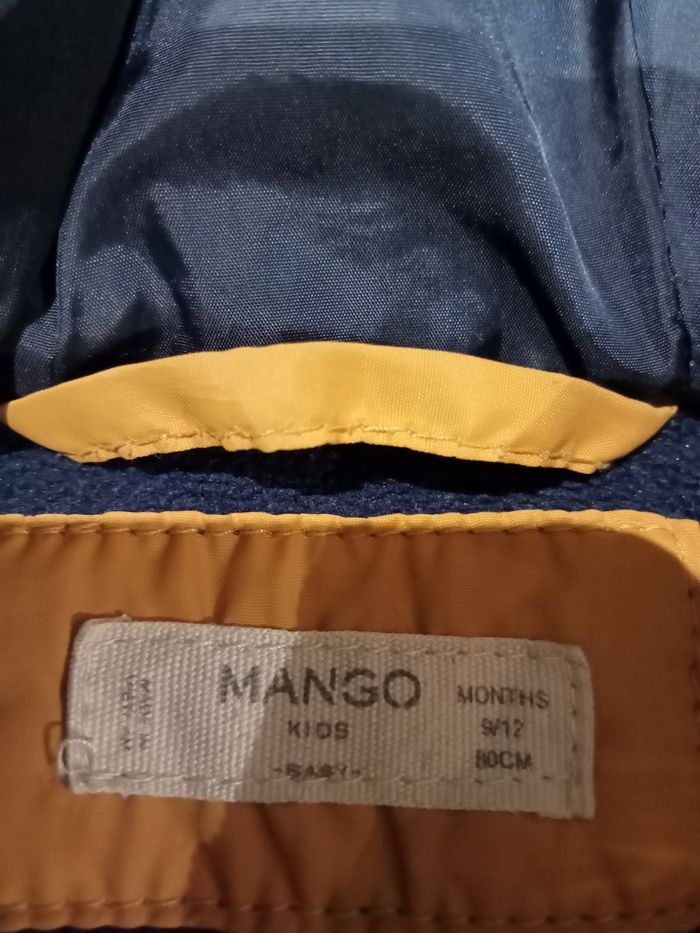 MANGO
KIDS
-BABY-
MONTHS
9/12
80CM